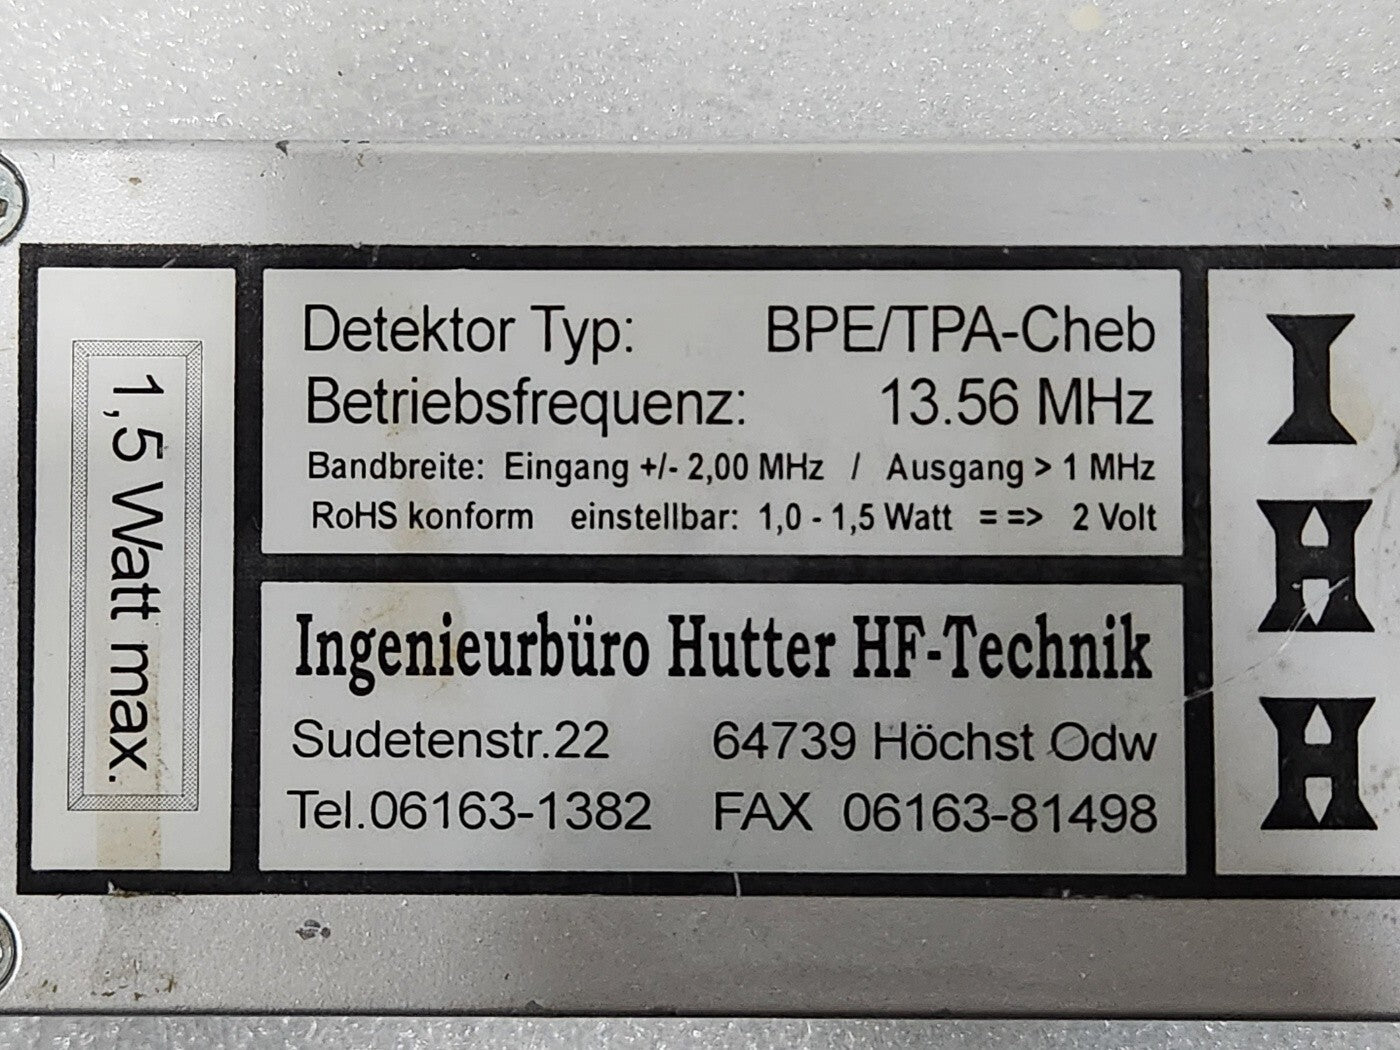 1,5 Watt max.
Detektor Typ: BPE/TPA-Cheb
Betriebsfrequenz: 13.56 MHz
Bandbreite: Eingang +/- 2,00 MHz / Ausgang > 1 MHz
RoHS konform einstellbar: 1,0 - 1,5 Watt = => 2 Volt
Ingenieurbüro Hutter HF-Technik
Sudetenstr.22 64739 Höchst Odw
Tel.06163-1382 FAX 06163-81498
I
H
H